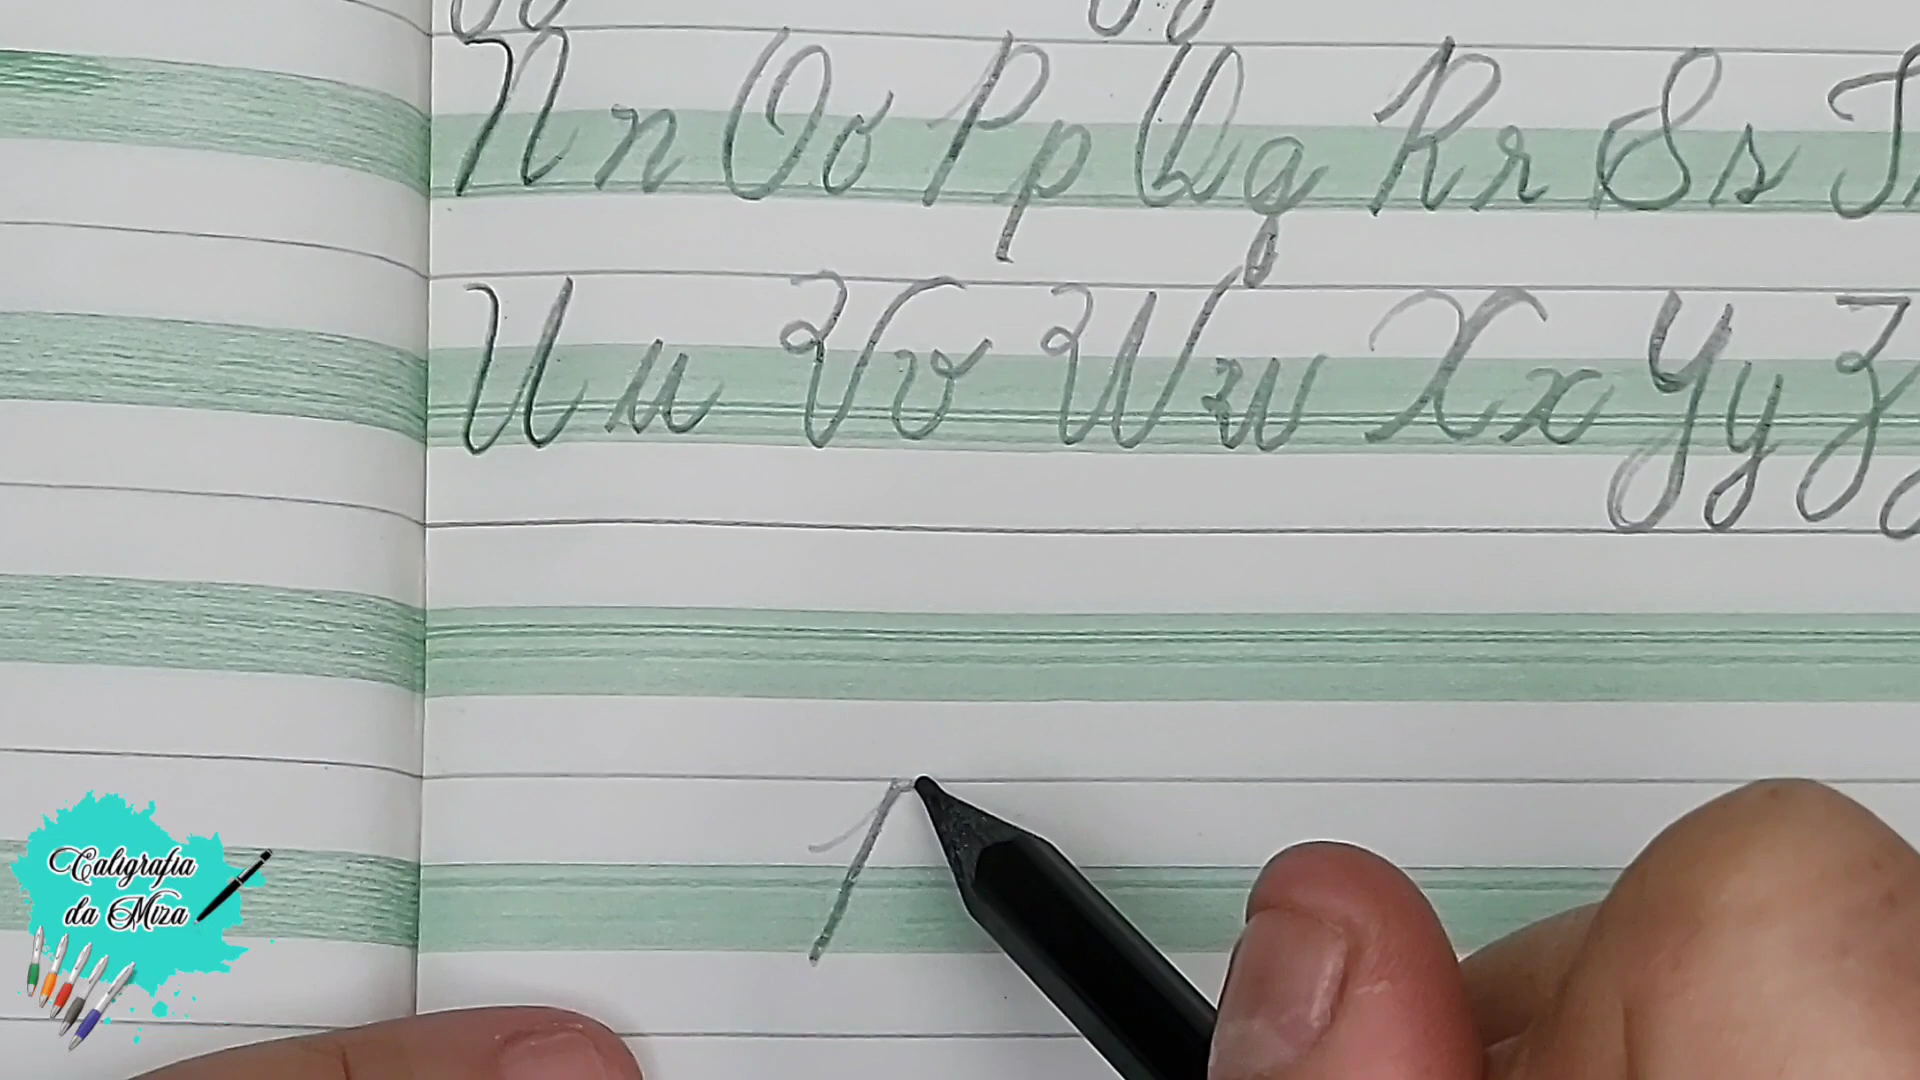 Nn Oo Pp Qq Rr Ss T
Uu Vv Ww Xx Yy Z
Caligrafia
da Miza